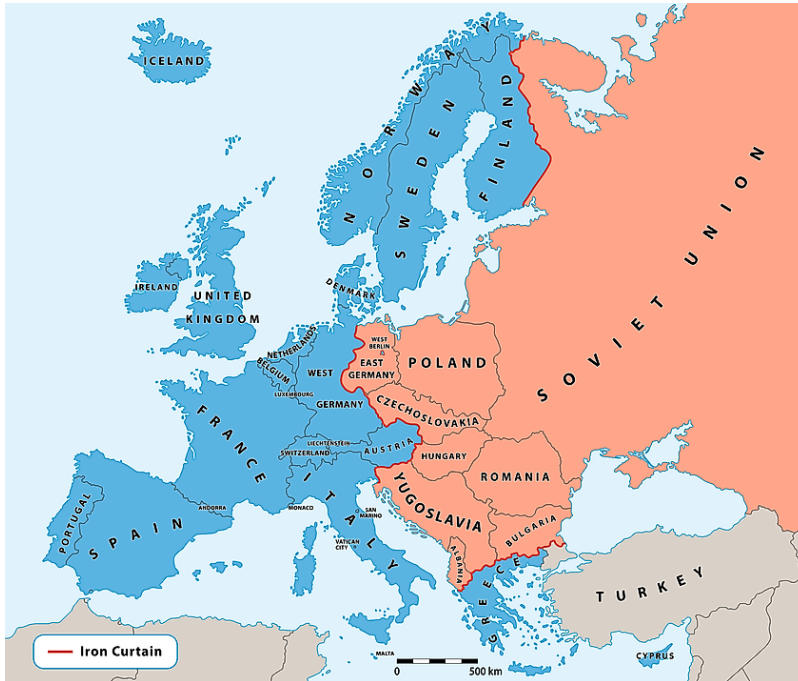 ICELAND
NORWAY
SWEDEN
FINLAND
SOVIET UNION
IRELAND
UNITED
KINGDOM
DENMARK
NETHERLANDS
BELGIUM
LUXEMBOURG
WEST
GERMANY
WEST
BERLIN
EAST
GERMANY
POLAND
CZECHOSLOVAKIA
FRANCE
LIECHTENSTEIN
SWITZERLAND
AUSTRIA
HUNGARY
ROMANIA
YUGOSLAVIA
BULGARIA
ALBANIA
PORTUGAL
SPAIN
ANDORRA
MONACO
ITALY
SAN
MARINO
VATICAN
CITY
GREECE
TURKEY
CYPRUS
MALTA
Iron Curtain
0 500 km